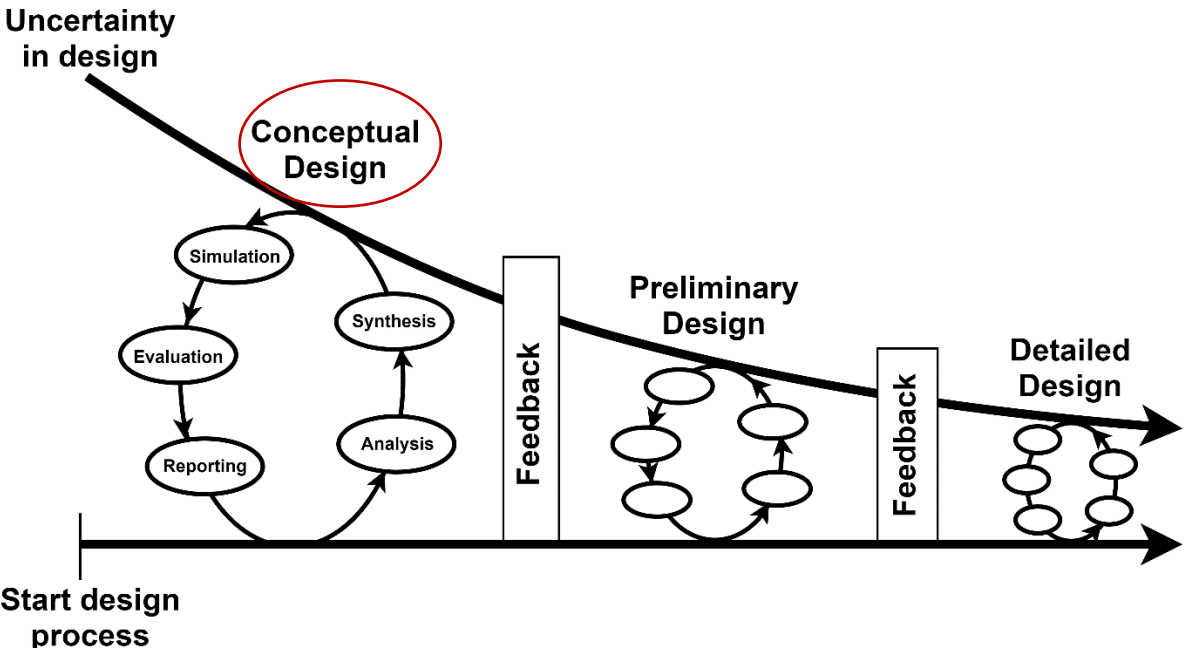 Uncertainty
in design
Conceptual
Design
Simulation
Evaluation
Reporting
Synthesis
Analysis
Feedback
Preliminary
Design
Feedback
Detailed
Design
Start design
process